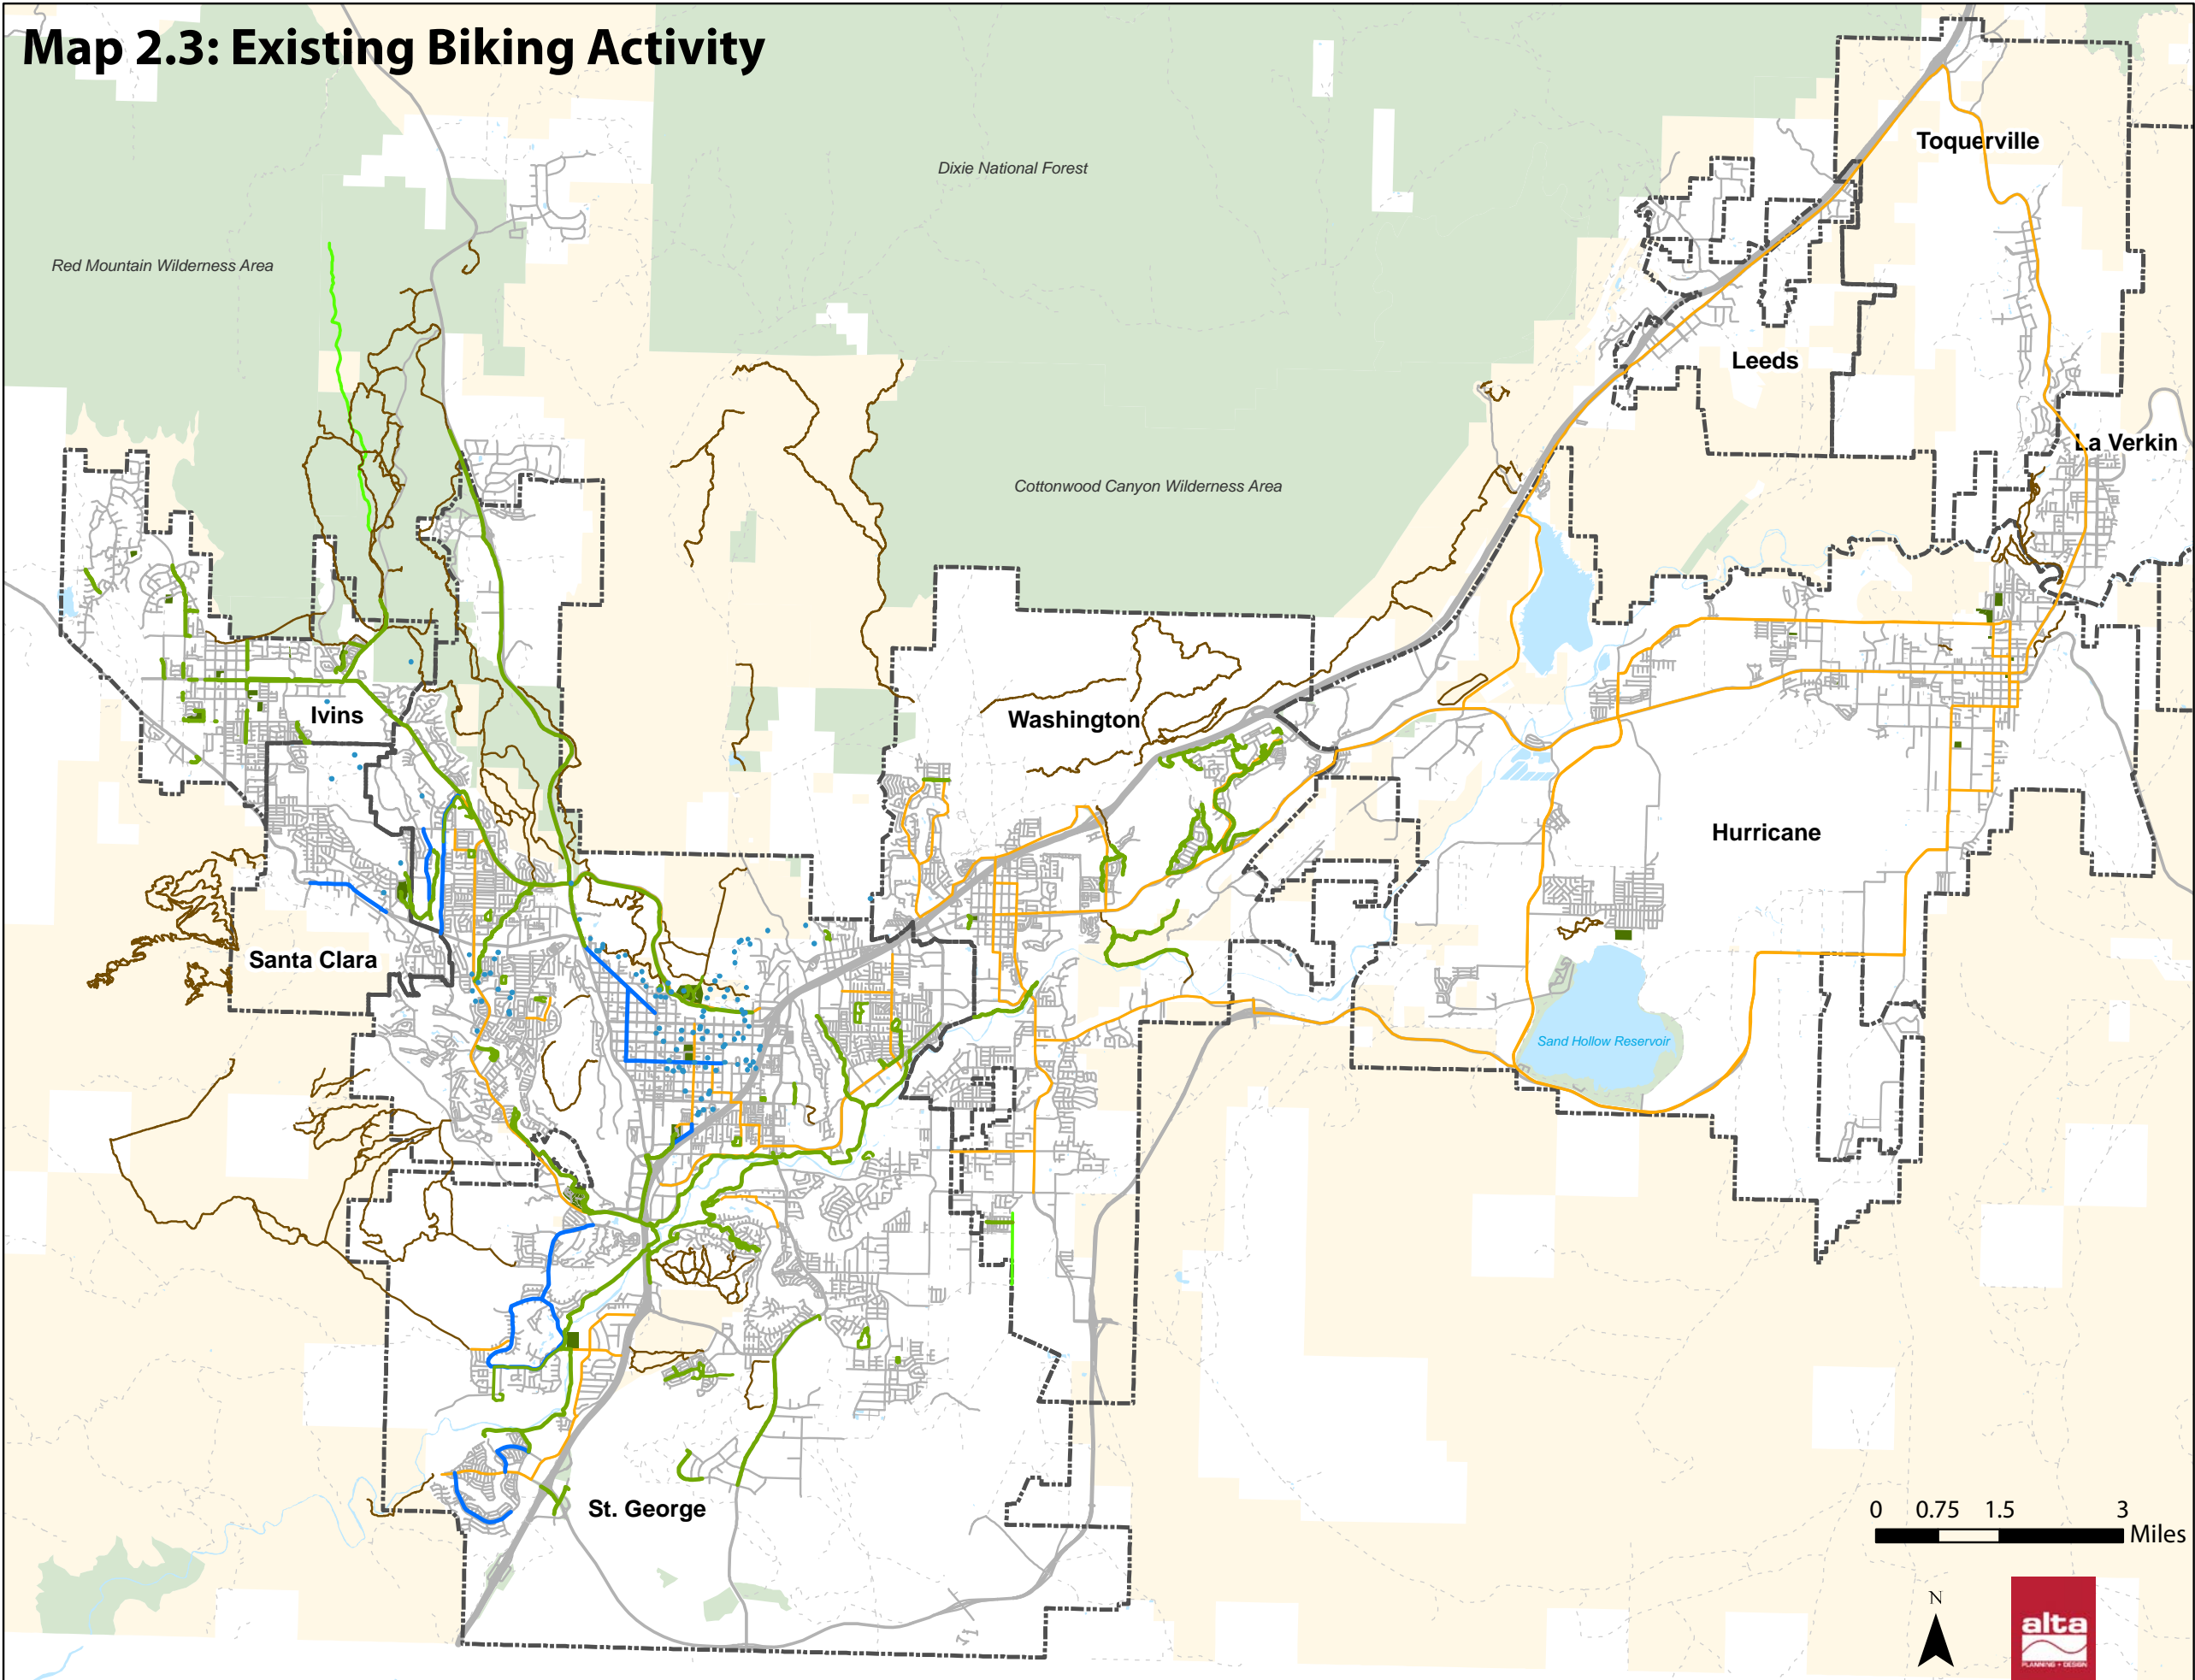 Map 2.3: Existing Biking Activity
Toquerville
Dixie National Forest
Red Mountain Wilderness Area
Leeds
La Verkin
Cottonwood Canyon Wilderness Area
Ivins
Washington
Hurricane
Santa Clara
Sand Hollow Reservoir
St. George
0 0.75 1.5 3
Miles
N
alta
PLANNING + DESIGN